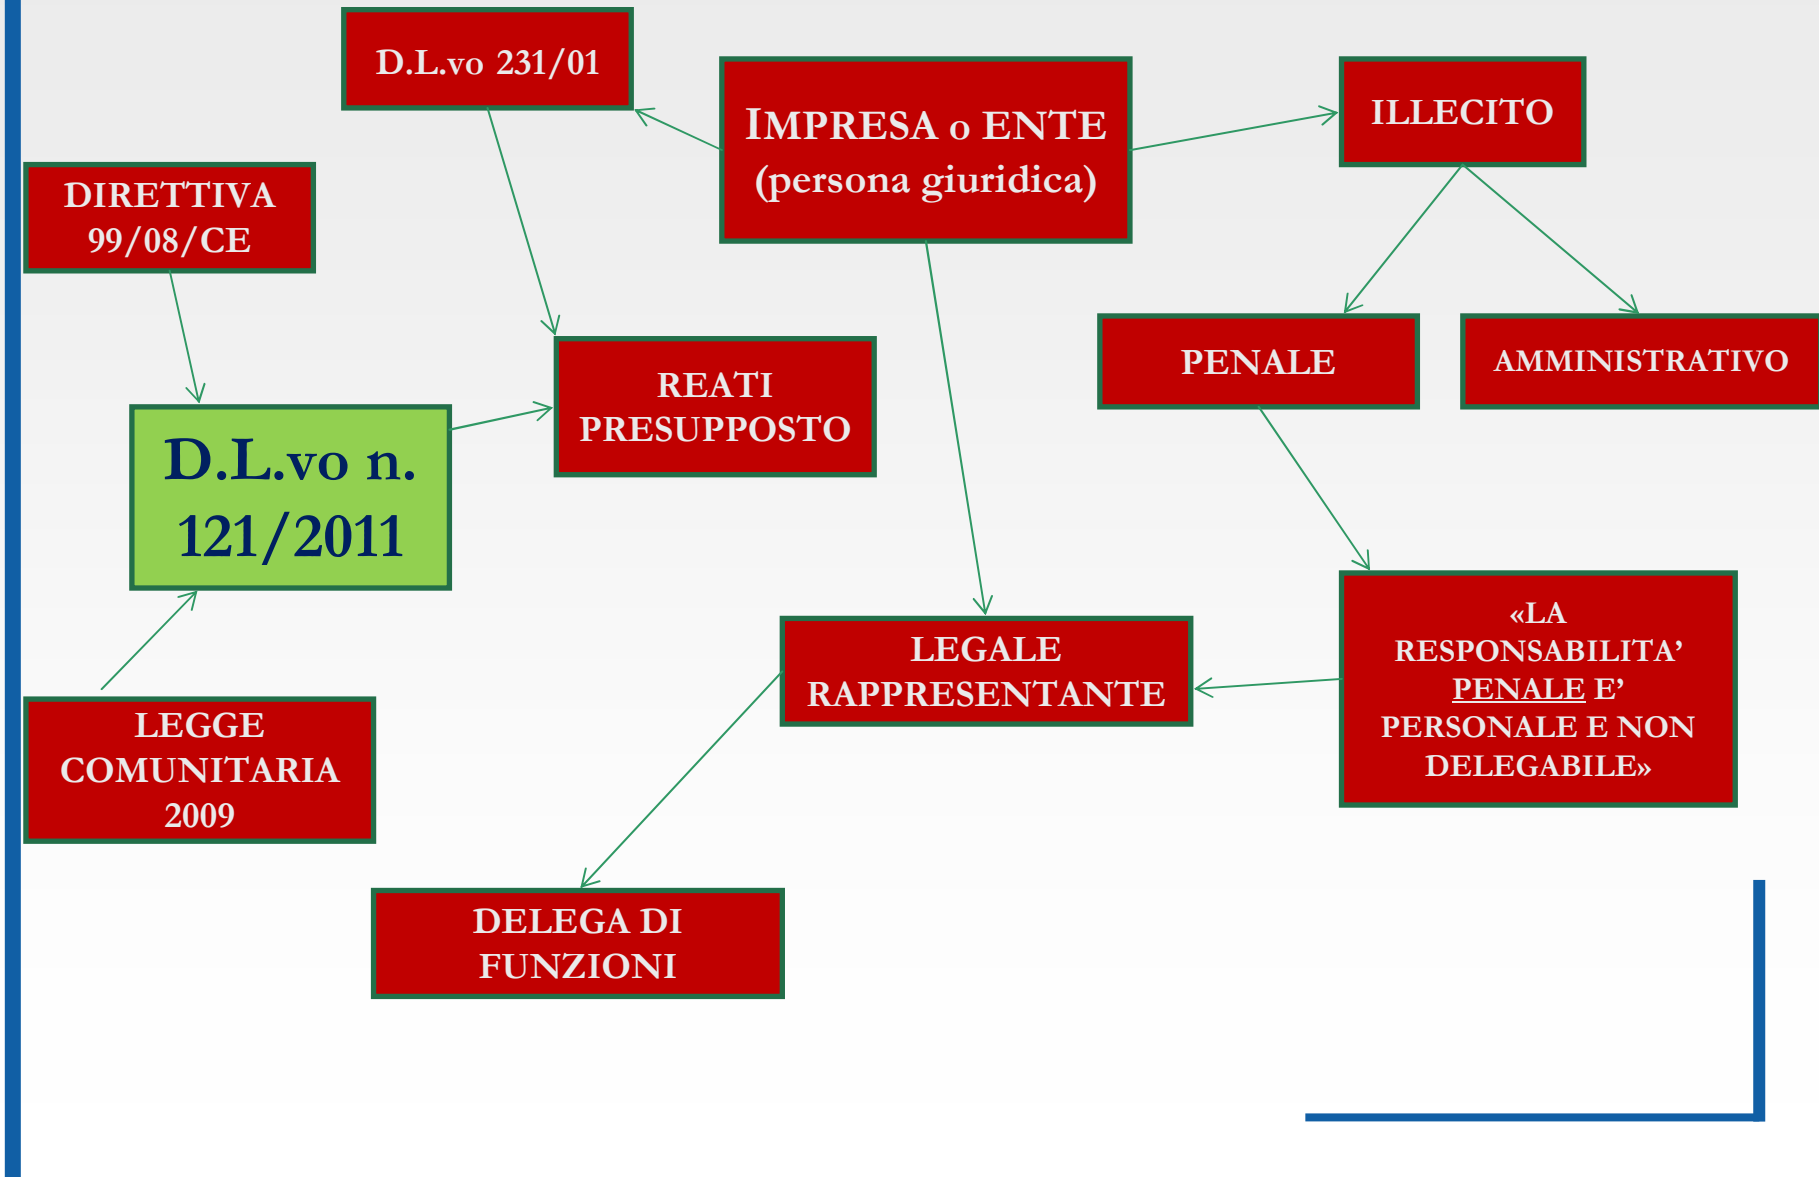 D.L.vo 231/01
IMPRESA o ENTE
(persona giuridica)
ILLECITO
DIRETTIVA
99/08/CE
PENALE
AMMINISTRATIVO
REATI
PRESUPPOSTO
D.L.vo n.
121/2011
«LA
RESPONSABILITA’
PENALE E’
PERSONALE E NON
DELEGABILE»
LEGALE
RAPPRESENTANTE
LEGGE
COMUNITARIA
2009
DELEGA DI
FUNZIONI